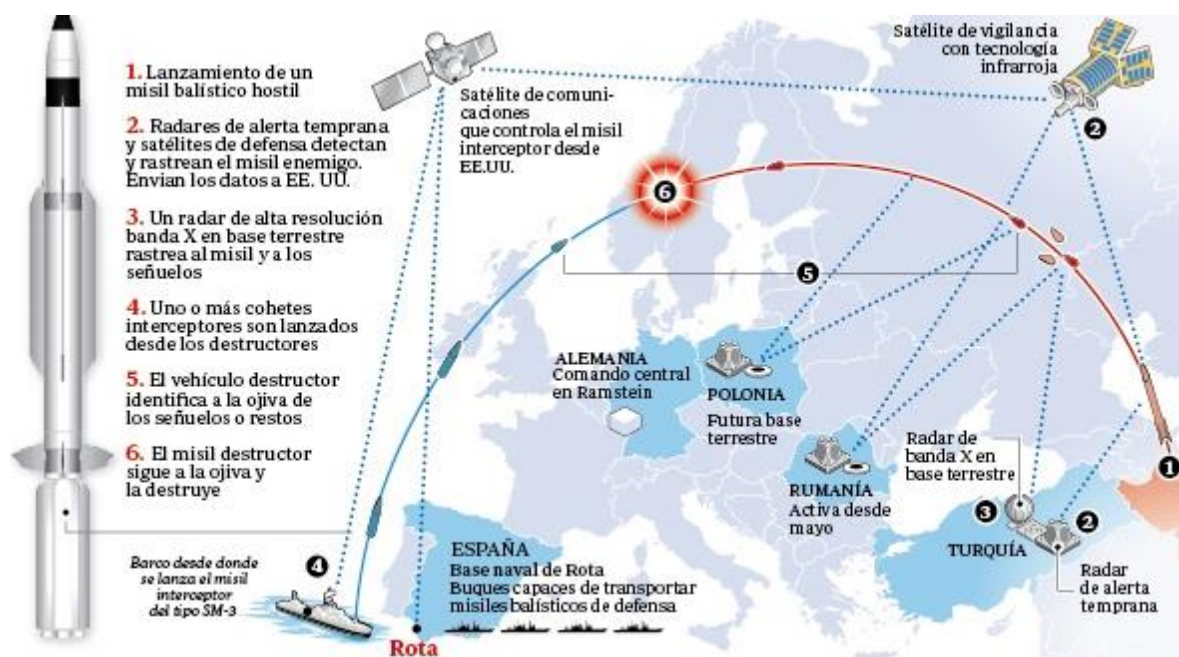 1. Lanzamiento de un
misil balístico hostil
2. Radares de alerta temprana
y satélites de defensa detectan
y rastrean el misil enemigo.
Envian los datos a EE. UU.
3. Un radar de alta resolución
banda X en base terrestre
rastrea al misil y a los
señuelos
4. Uno o más cohetes
interceptores son lanzados
desde los destructores
5. El vehículo destructor
identifica a la ojiva de
los señuelos o restos
6. El misil destructor
sigue a la ojiva y
la destruye
Barco desde donde
se lanza el misil
interceptor
del tipo SM-3
Satélite de comuni-
caciones
que controla el misil
interceptor desde
EE.UU.
Satélite de vigilancia
con tecnología
infrarroja
2
6
5
1
ALEMANIA
Comando central
en Ramstein
POLONIA
Futura base
terrestre
RUMANÍA
Activa desde
mayo
Radar de
banda X en
base terrestre
3
2
TURQUÍA
Radar
de alerta
temprana
4
ESPAÑA
Base naval de Rota
Buques capaces de transportar
misiles balísticos de defensa
Rota